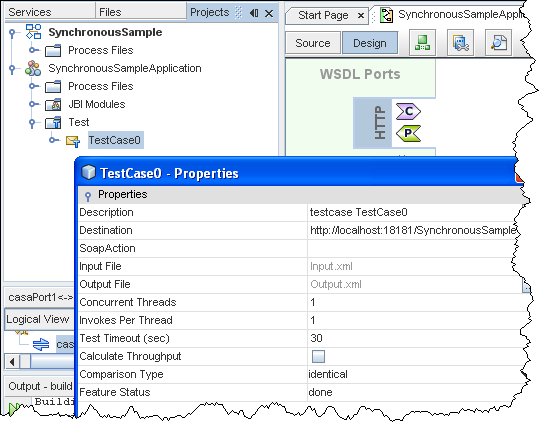 Services Files Projects
SynchronousSample
Process Files
SynchronousSampleApplication
Process Files
JBI Modules
Test
TestCase0
Start Page
SynchronousSampleAppl
Source Design
WSDL Ports
HTTP
C
P
TestCase0 - Properties
Properties
Description testcase TestCase0
Destination http://localhost:18181/SynchronousSample
SoapAction
Input File Input.xml
Output File Output.xml
Concurrent Threads 1
Invokes Per Thread 1
Test Timeout (sec) 30
Calculate Throughput
Comparison Type identical
Feature Status done
casaPort1<->
Logical View
cas
Output - build
Buildi